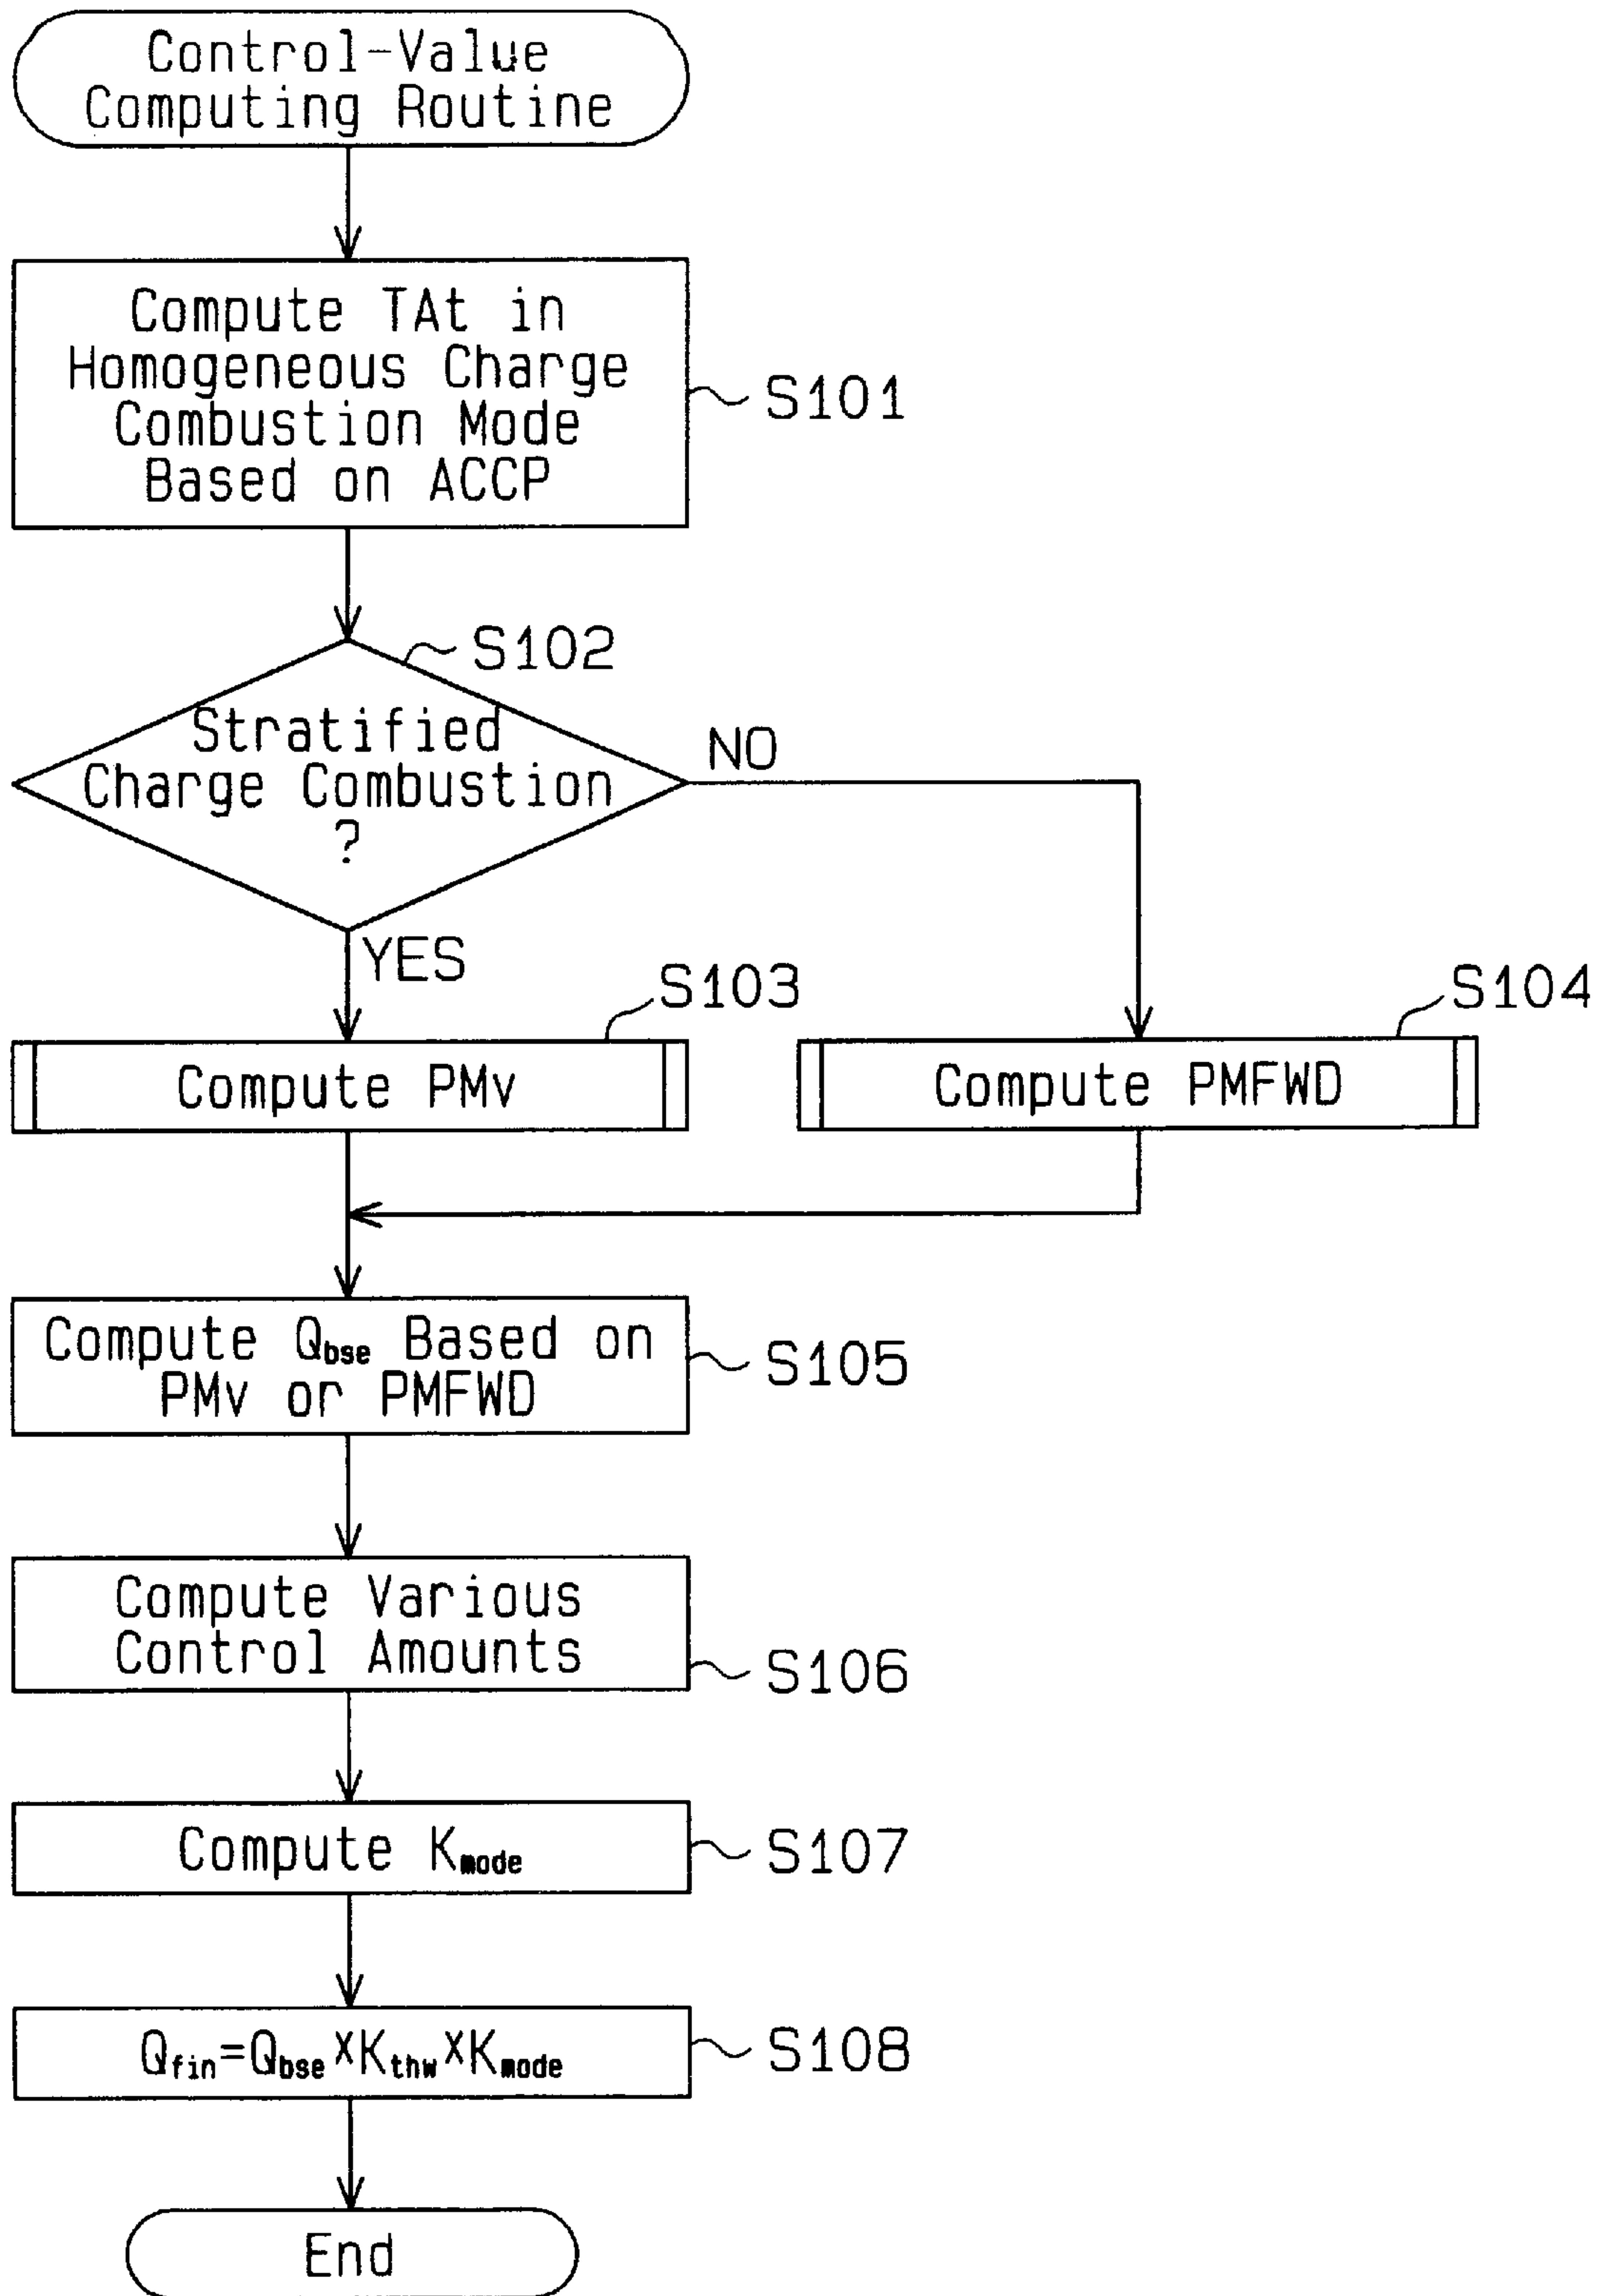 Control-Value
Computing Routine
Compute TAt in
Homogeneous Charge
Combustion Mode
Based on ACCP
S101
S102
Stratified
Charge Combustion
?
NO
YES
S103
S104
Compute PMv
Compute PMFWD
Compute Qbse Based on
PMv or PMFWD
S105
Compute Various
Control Amounts
S106
Compute Kmode
S107
Qfin=Qbse×Kthw×Kmode
S108
End